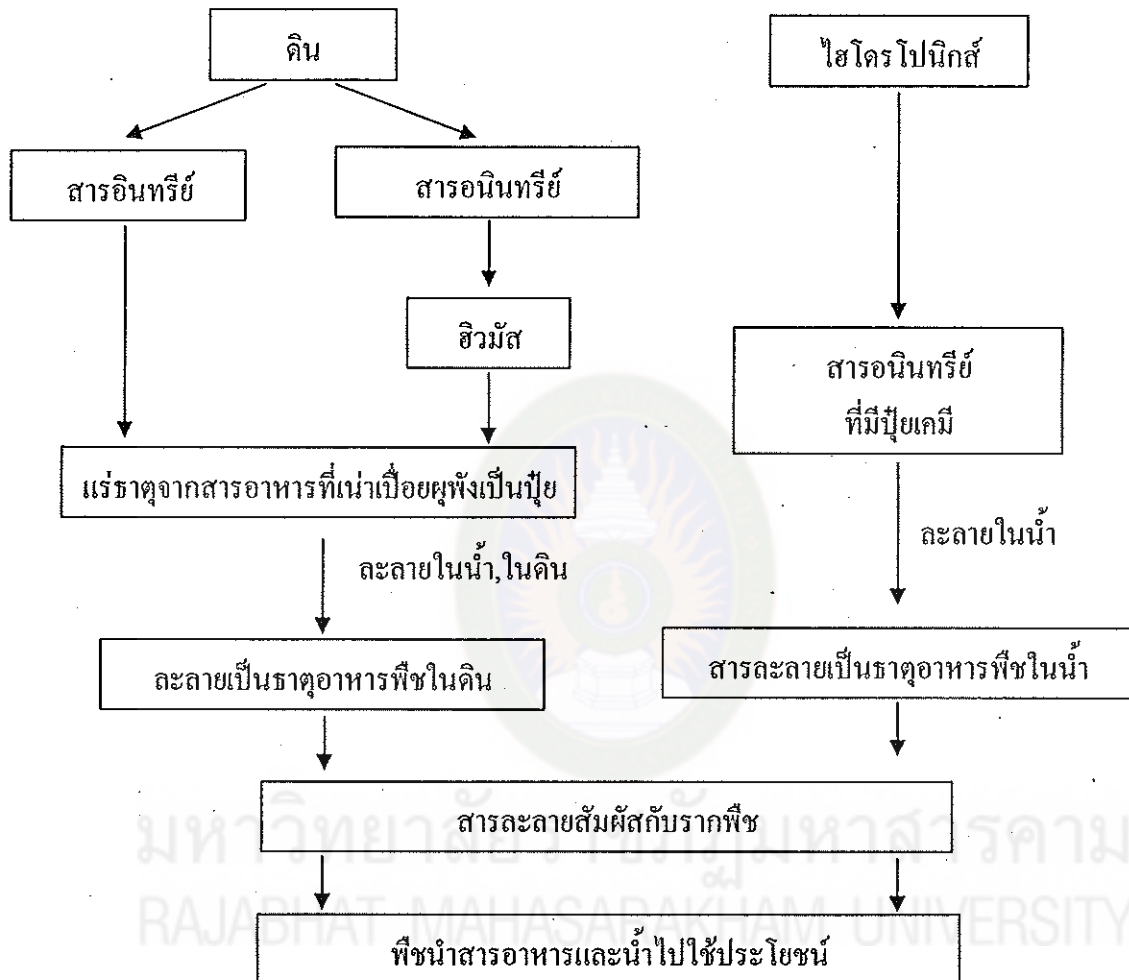 ดิน
ไฮโดรโปนิกส์
สารอินทรีย์
สารอนินทรีย์
ฮิวมัส
สารอนินทรีย์
ที่มีปุ๋ยเคมี
แร่ธาตุจากสารอาหารที่เน่าเปื่อยผุพังเป็นปุ๋ย
ละลายในน้ำ,ในดิน
ละลายในน้ำ
ละลายเป็นธาตุอาหารพืชในดิน
สารละลายเป็นธาตุอาหารพืชในน้ำ
สารละลายสัมผัสกับรากพืช
มหาวิทยาลัยราชภัฏมหาสารคาม
RAJABHAT MAHASARAKHAM UNIVERSITY
พืชนำสารอาหารและน้ำไปใช้ประโยชน์